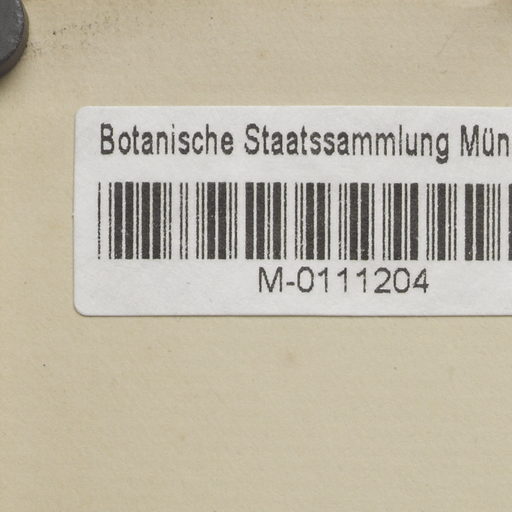 Botanische Staatssammlung Mün
M-0111204